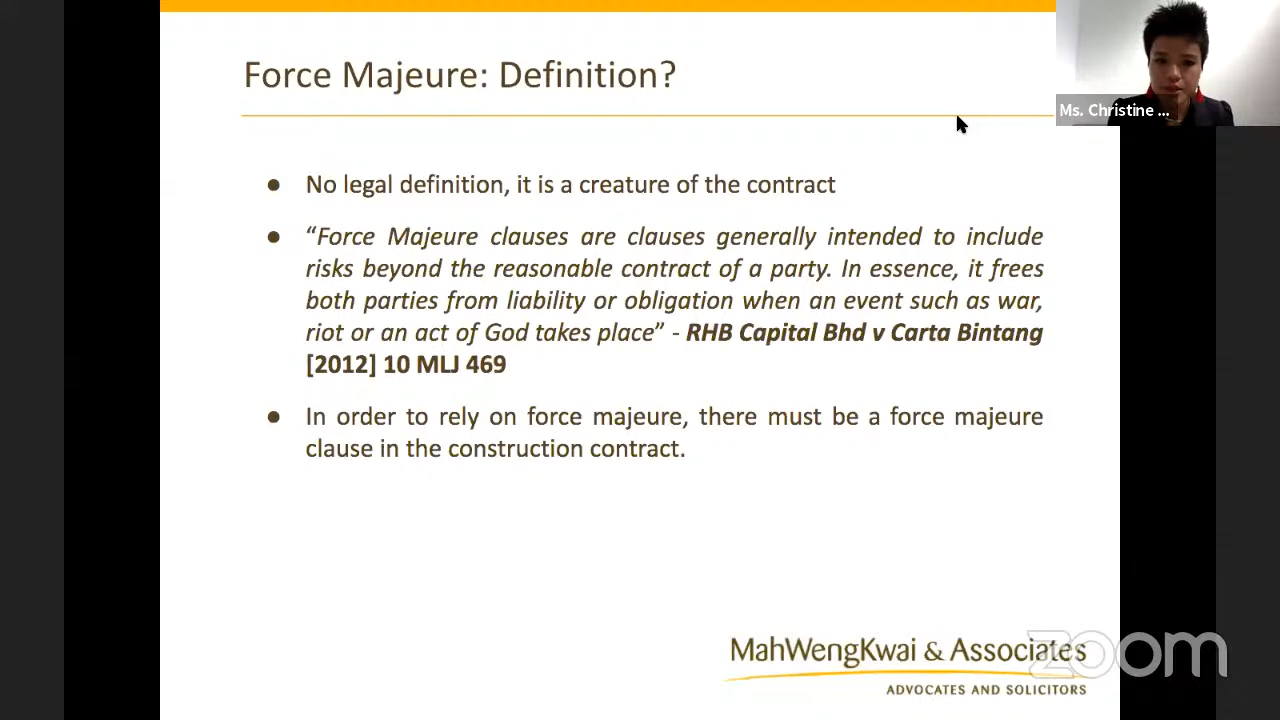 Force Majeure: Definition?
Ms. Christine ...
● No legal definition, it is a creature of the contract
● “Force Majeure clauses are clauses generally intended to include
risks beyond the reasonable contract of a party. In essence, it frees
both parties from liability or obligation when an event such as war,
riot or an act of God takes place” - RHB Capital Bhd v Carta Bintang
[2012] 10 MLJ 469
● In order to rely on force majeure, there must be a force majeure
clause in the construction contract.
MahWengKwai & Associates
ADVOCATES AND SOLICITORS
zoom